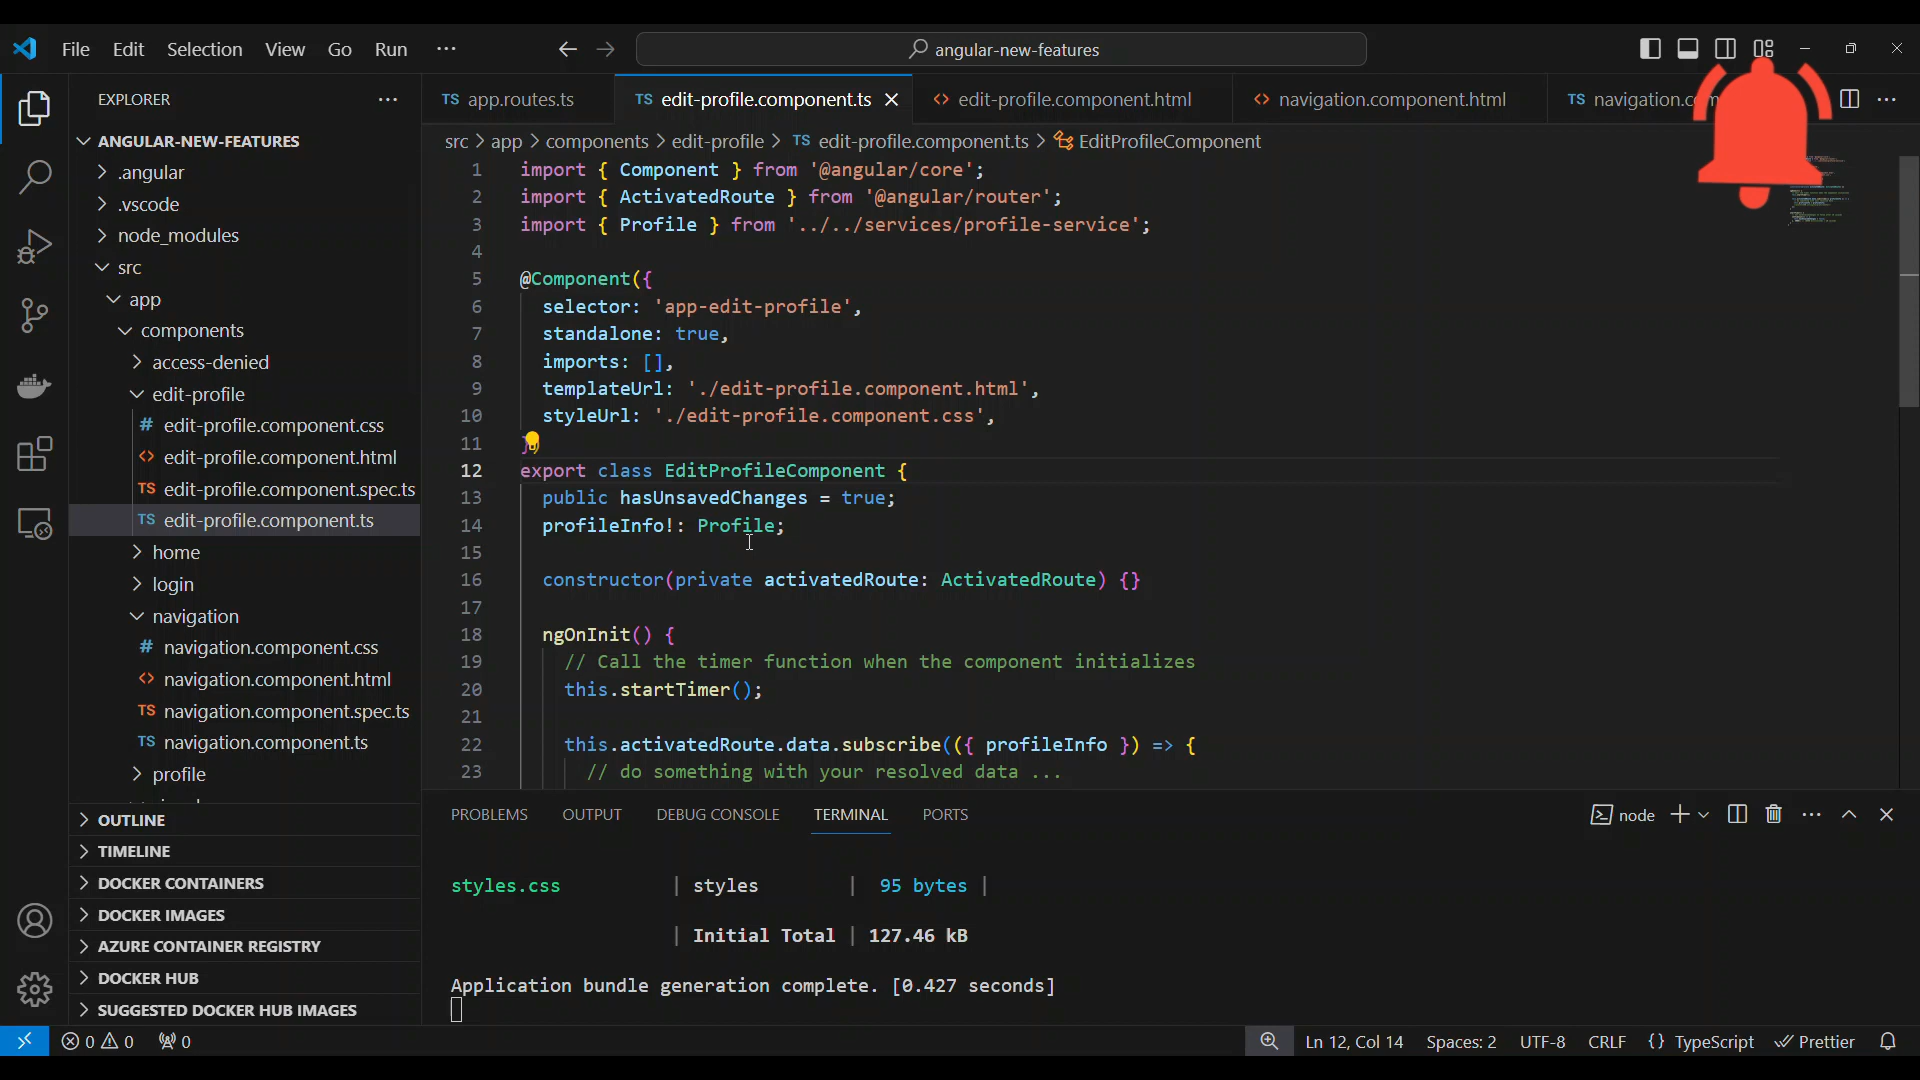 File Edit Selection View Go Run ···
angular-new-features
EXPLORER
ANGULAR-NEW-FEATURES
.angular
.vscode
node_modules
src
app
components
access-denied
edit-profile
# edit-profile.component.css
<> edit-profile.component.html
TS edit-profile.component.spec.ts
TS edit-profile.component.ts
home
login
navigation
# navigation.component.css
<> navigation.component.html
TS navigation.component.spec.ts
TS navigation.component.ts
profile
OUTLINE
TIMELINE
DOCKER CONTAINERS
DOCKER IMAGES
AZURE CONTAINER REGISTRY
DOCKER HUB
SUGGESTED DOCKER HUB IMAGES
TS app.routes.ts
TS edit-profile.component.ts
<> edit-profile.component.html
<> navigation.component.html
TS navigation.com
src > app > components > edit-profile > TS edit-profile.component.ts > EditProfileComponent
1 import { Component } from '@angular/core';
2 import { ActivatedRoute } from '@angular/router';
3 import { Profile } from '../../services/profile-service';
4
5 @Component({
6 selector: 'app-edit-profile',
7 standalone: true,
8 imports: [],
9 templateUrl: './edit-profile.component.html',
10 styleUrl: './edit-profile.component.css',
11 })
12 export class EditProfileComponent {
13 public hasUnsavedChanges = true;
14 profileInfo!: Profile;
15
16 constructor(private activatedRoute: ActivatedRoute) {}
17
18 ngOnInit() {
19 // Call the timer function when the component initializes
20 this.startTimer();
21
22 this.activatedRoute.data.subscribe(({ profileInfo }) => {
23 // do something with your resolved data ...
PROBLEMS OUTPUT DEBUG CONSOLE TERMINAL PORTS
node
styles.css | styles | 95 bytes |
| Initial Total | 127.46 kB
Application bundle generation complete. [0.427 seconds]
0 0 0
Ln 12, Col 14 Spaces: 2 UTF-8 CRLF {} TypeScript Prettier